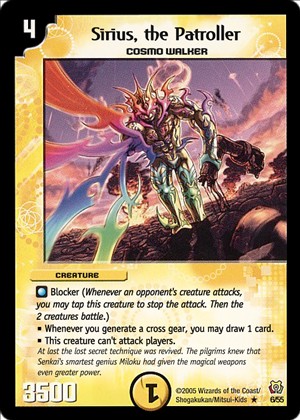 4
Sirius, the Patroller
COSMO WALKER
CREATURE
Blocker (Whenever an opponent's creature attacks,
you may tap this creature to stop the attack. Then the
2 creatures battle.)
■ Whenever you generate a cross gear, you may draw 1 card.
■ This creature can't attack players.
At last the lost secret technique was revived. The pilgrims knew that
Senkai's smartest genius Miloku had given the magical weapons
even greater power.
3500
1
©2005 Wizards of the Coast/
Shogakukan/Mitsui-Kids ★ 6/55